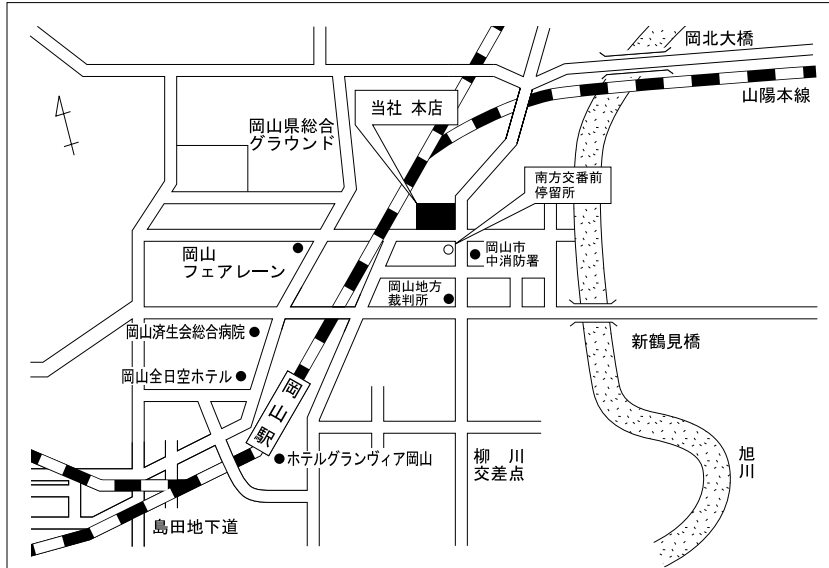 岡北大橋
山陽本線
当社 本店
岡山県総合
グラウンド
南方交番前
停留所
岡山
フェアレーン
岡山市
中消防署
岡山地方
裁判所
岡山済生会総合病院
新鶴見橋
岡山全日空ホテル
岡山駅
ホテルグランヴィア岡山
柳川
交差点
旭川
島田地下道